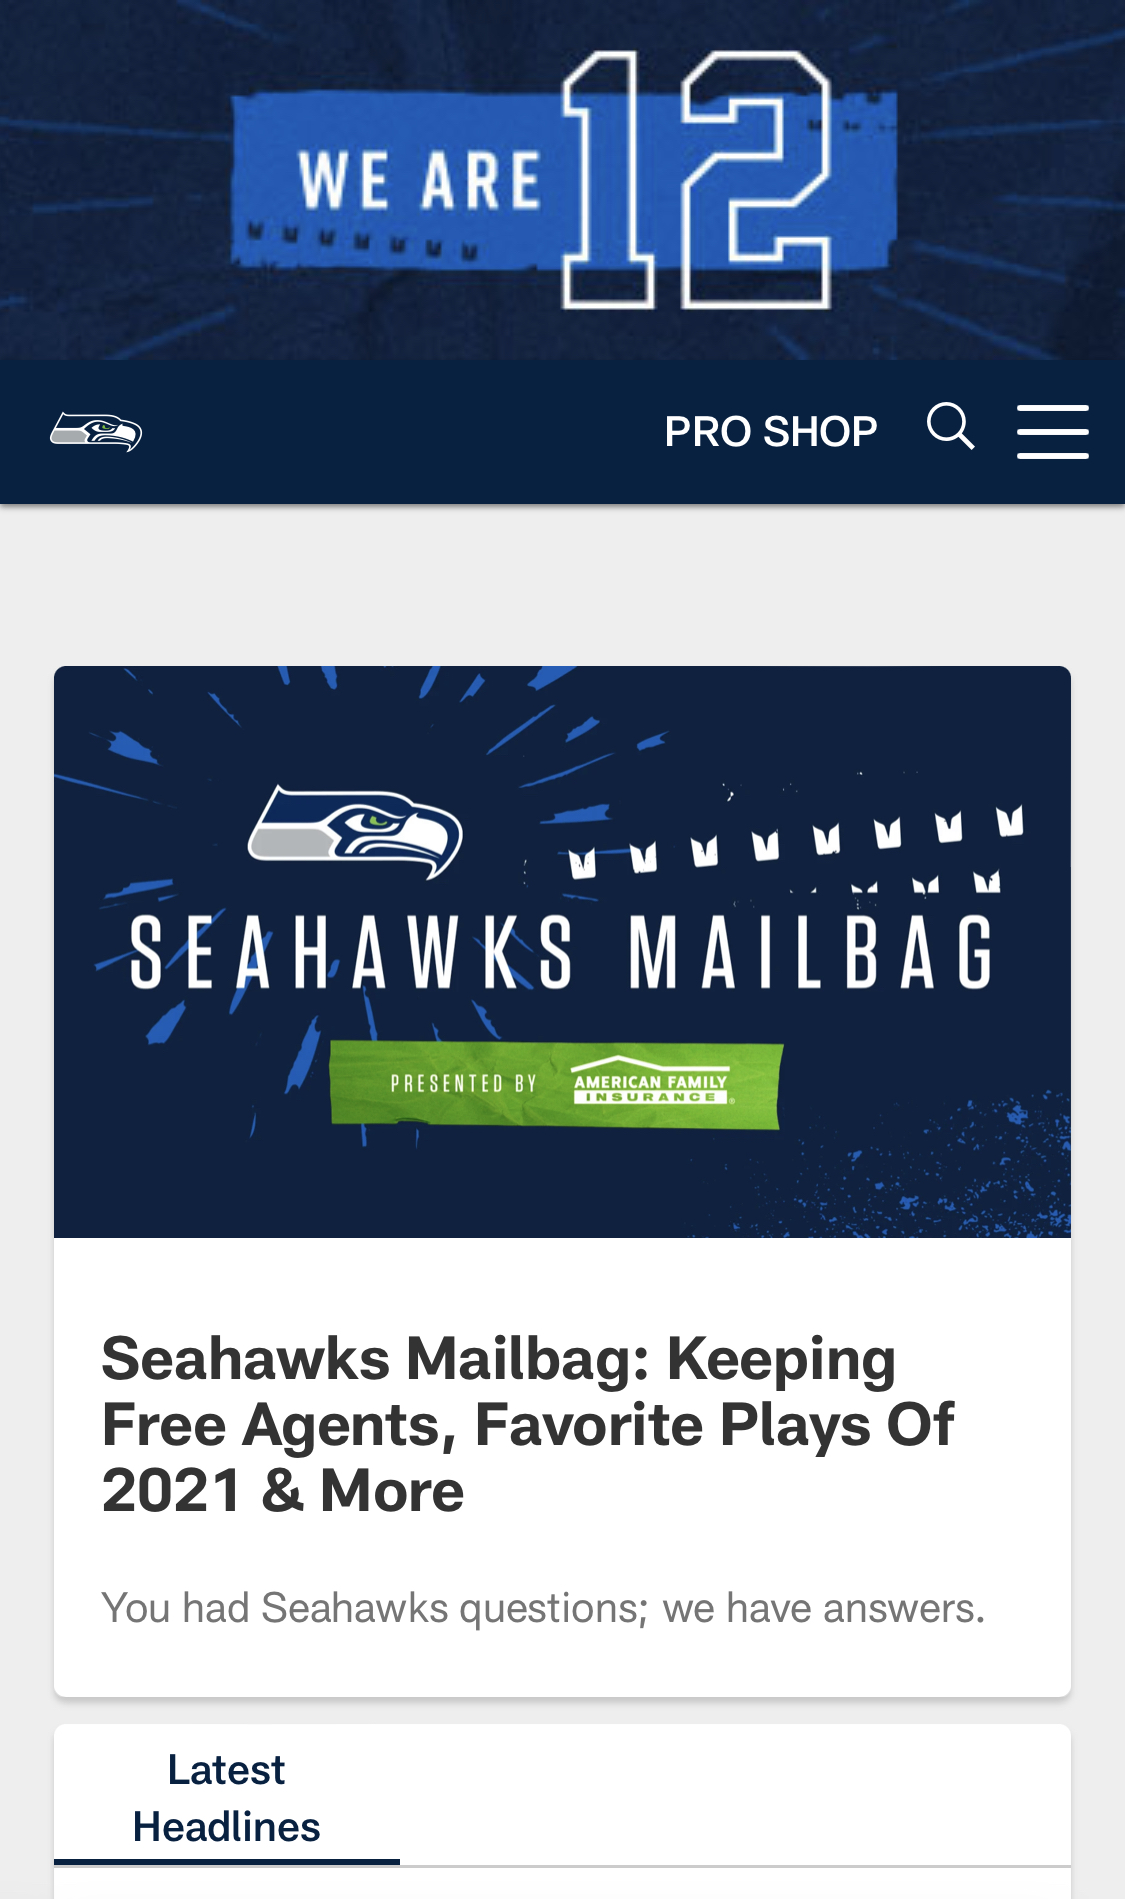 WE ARE 12
PRO SHOP
SEAHAWKS MAILBAG
PRESENTED BY AMERICAN FAMILY
INSURANCE®
Seahawks Mailbag: Keeping
Free Agents, Favorite Plays Of
2021 & More
You had Seahawks questions; we have answers.
Latest
Headlines